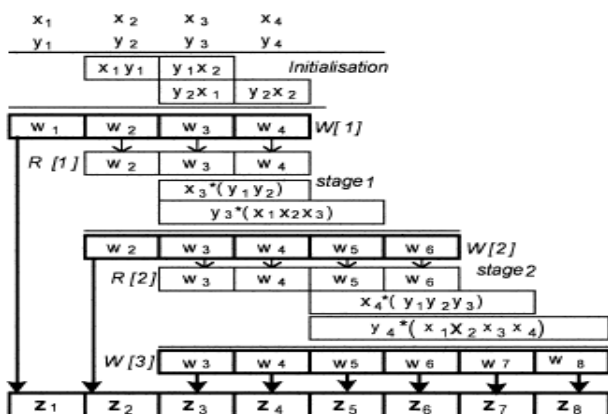 x₁ x₂ x₃ x₄
y₁ y₂ y₃ y₄
x₁y₁ y₁x₂ Initialisation
y₂x₁ y₂x₂
w₁ w₂ w₃ w₄ W[1]
R[1] w₂ w₃ w₄
x₃*(y₁y₂) stage1
y₃*(x₁x₂x₃)
w₂ w₃ w₄ w₅ w₆ W[2]
R[2] w₃ w₄ w₅ w₆ stage2
x₄*(y₁y₂y₃)
y₄*(x₁x₂x₃x₄)
W[3] w₃ w₄ w₅ w₆ w₇ w₈
z₁ z₂ z₃ z₄ z₅ z₆ z₇ z₈